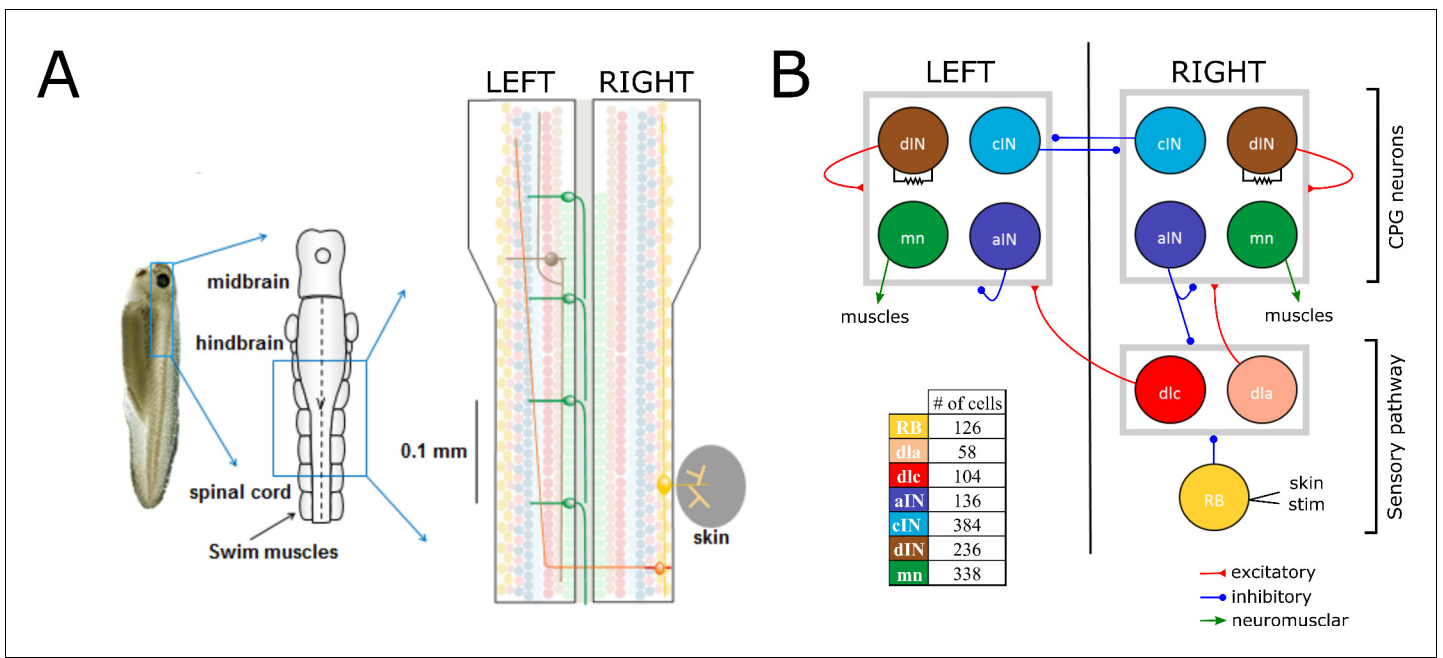 A
LEFT RIGHT
midbrain
hindbrain
0.1 mm
spinal cord
Swim muscles
skin
B
LEFT
RIGHT
dIN
cIN
cIN
dIN
mn
aIN
aIN
mn
muscles
muscles
CPG neurons
dlc
dla
RB
skin
stim
Sensory pathway
# of cells
RB 126
dla 58
dlc 104
aIN 136
cIN 384
dIN 236
mn 338
excitatory
inhibitory
neuromusclar